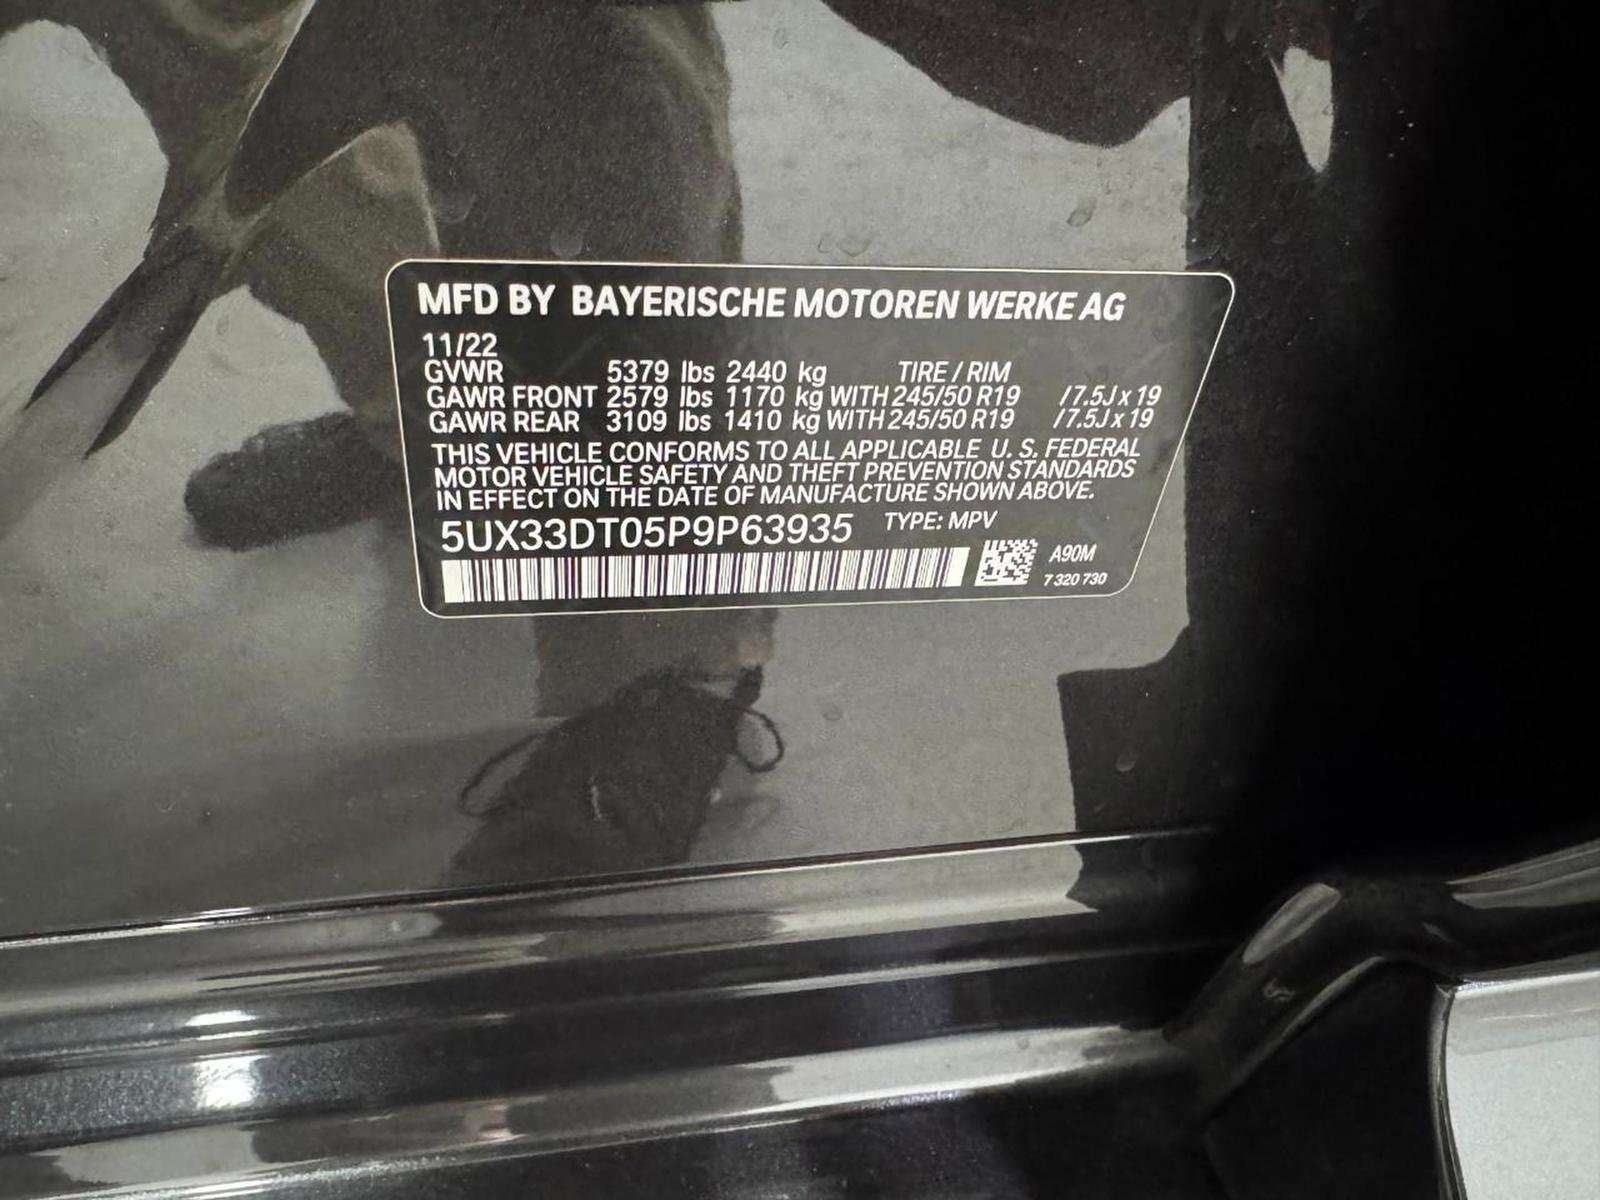 MFD BY BAYERISCHE MOTOREN WERKE AG
11/22
GVWR 5379 lbs 2440 kg TIRE / RIM
GAWR FRONT 2579 lbs 1170 kg WITH 245/50 R19 / 7.5J x 19
GAWR REAR 3109 lbs 1410 kg WITH 245/50 R19 / 7.5J x 19
THIS VEHICLE CONFORMS TO ALL APPLICABLE U. S. FEDERAL
MOTOR VEHICLE SAFETY AND THEFT PREVENTION STANDARDS
IN EFFECT ON THE DATE OF MANUFACTURE SHOWN ABOVE.
5UX33DT05P9P63935 TYPE: MPV
A90M
7 320 730